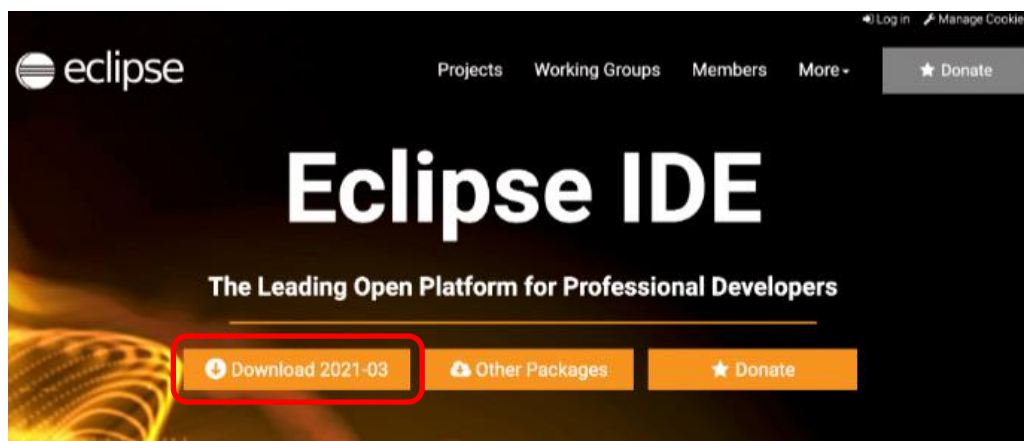 Log in Manage Cookie
eclipse
Projects Working Groups Members More
Donate
Eclipse IDE
The Leading Open Platform for Professional Developers
Download 2021-03 Other Packages Donate